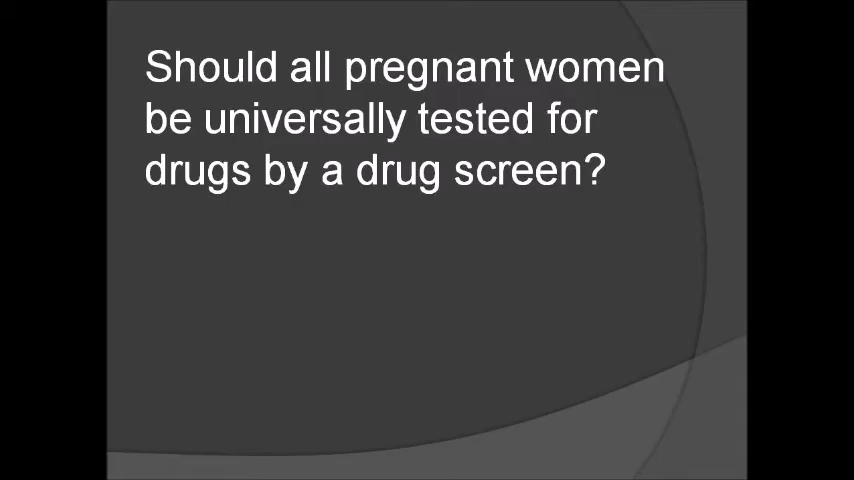 Should all pregnant women
be universally tested for
drugs by a drug screen?